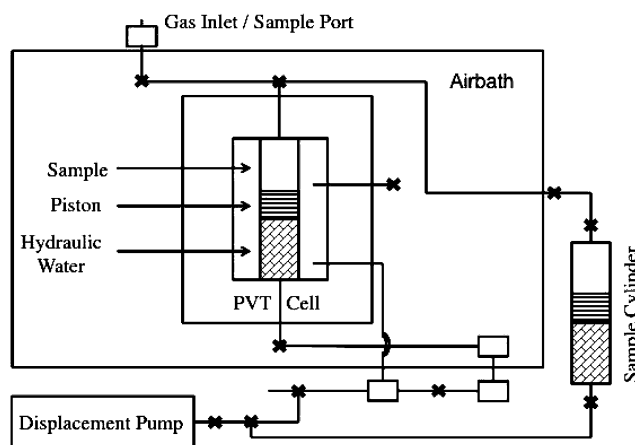 Gas Inlet / Sample Port
Airbath
Sample
Piston
Hydraulic
Water
PVT Cell
Sample Cylinder
Displacement Pump